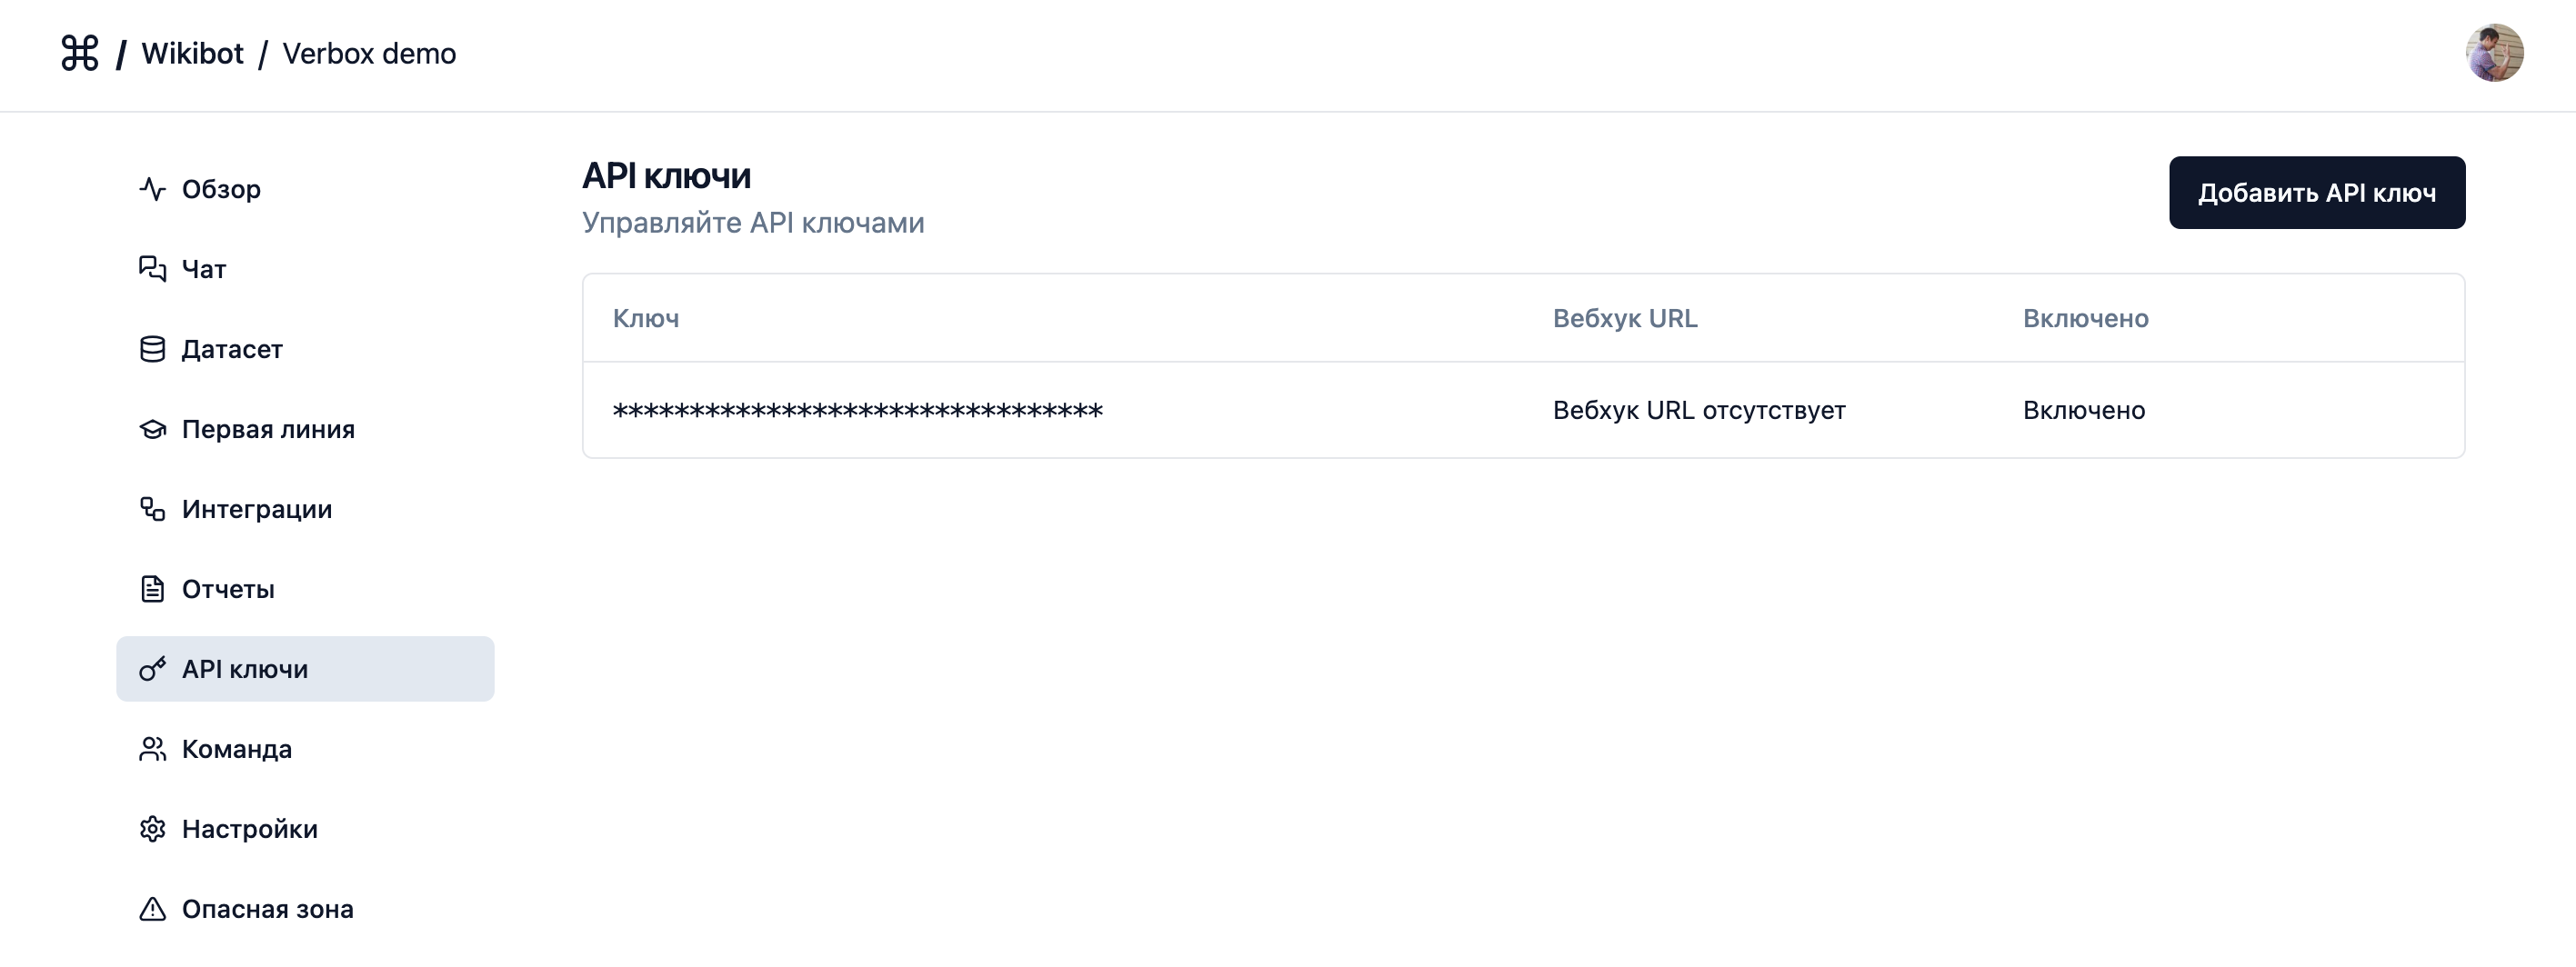 / Wikibot / Verbox demo
Обзор
Чат
Датасет
Первая линия
Интеграции
Отчеты
API ключи
Команда
Настройки
Опасная зона
API ключи
Управляйте API ключами
Добавить API ключ
Ключ Вебхук URL Включено
******************************** Вебхук URL отсутствует Включено